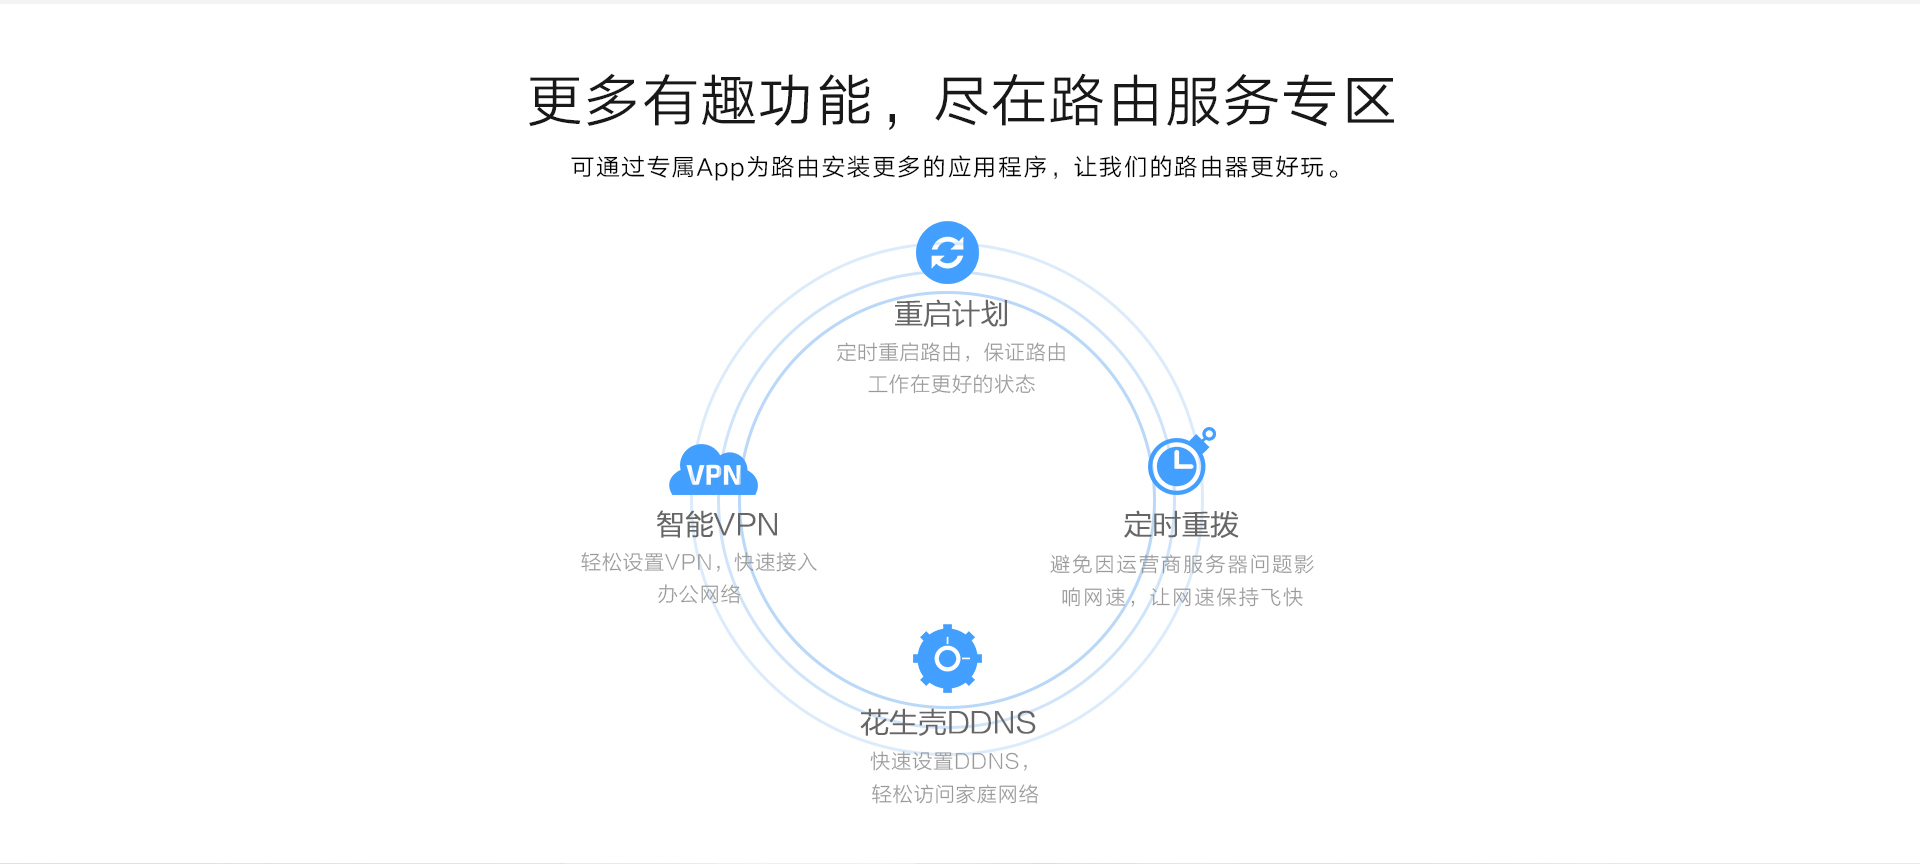 更多有趣功能，尽在路由服务专区
可通过专属App为路由安装更多的应用程序，让我们的路由器更好玩。
重启计划
定时重启路由，保证路由
工作在更好的状态
VPN
智能VPN
轻松设置VPN，快速接入
办公网络
定时重拨
避免因运营商服务器问题影
响网速，让网速保持飞快
花生壳DDNS
快速设置DDNS，
轻松访问家庭网络